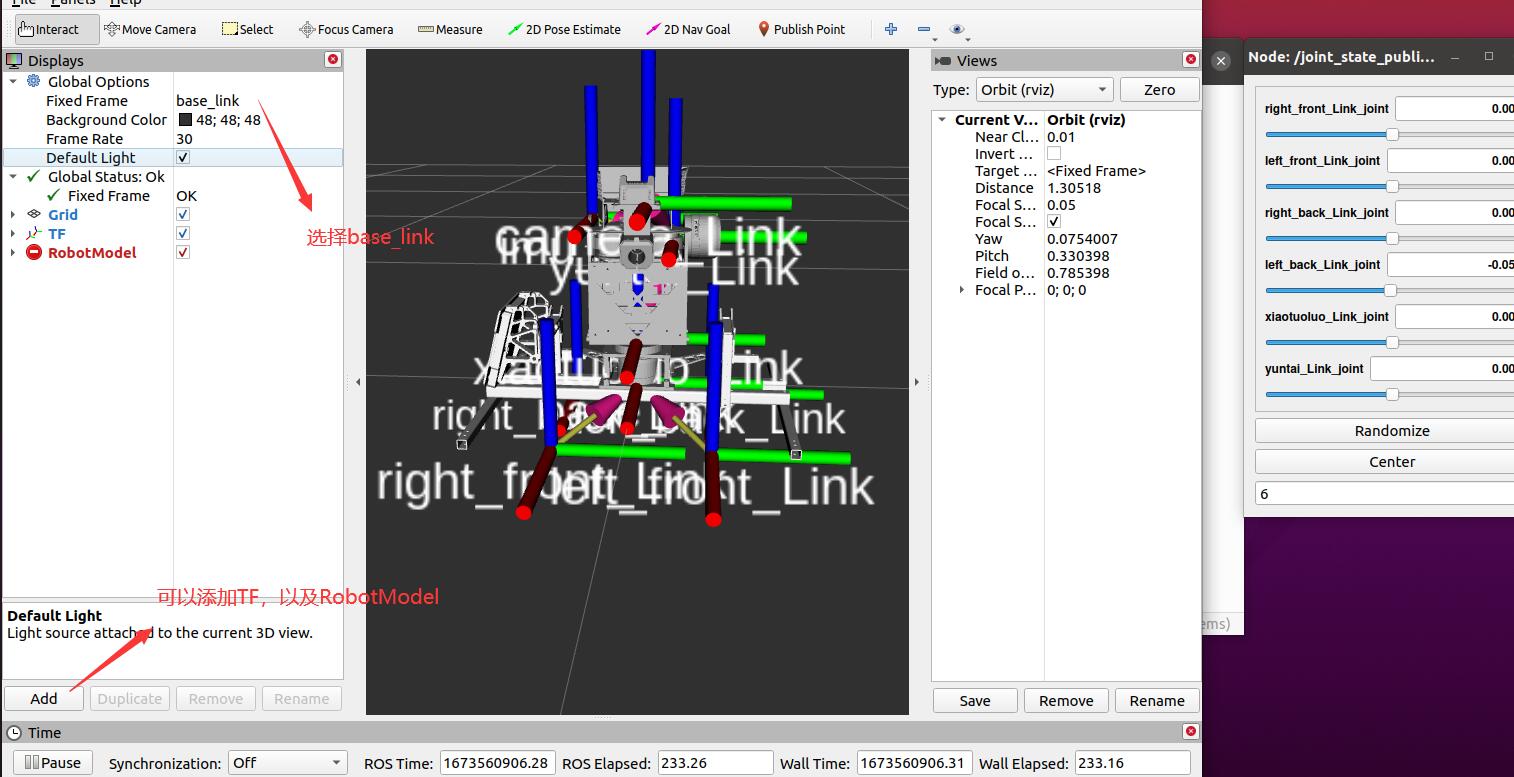 File Panels Help
Interact Move Camera Select Focus Camera Measure 2D Pose Estimate 2D Nav Goal Publish Point
Displays
Global Options
Fixed Frame base_link
Background Color 48; 48; 48
Frame Rate 30
Default Light
Global Status: Ok
Fixed Frame OK
Grid
TF
RobotModel
选择base_link
可以添加TF，以及RobotModel
Default Light
Light source attached to the current 3D view.
Add Duplicate Remove Rename
camera_Link
_Link
_Link
right_
_Link
right_front_Link
left_front_Link
Views
Type: Orbit (rviz) Zero
Current V... Orbit (rviz)
Near Cl... 0.01
Invert ...
Target ... <Fixed Frame>
Distance 1.30518
Focal S... 0.05
Focal S...
Yaw 0.0754007
Pitch 0.330398
Field o... 0.785398
Focal P... 0; 0; 0
Save Remove Rename
Node: /joint_state_publi...
right_front_Link_joint 0.00
left_front_Link_joint 0.00
right_back_Link_joint 0.00
left_back_Link_joint -0.05
xiaotuoluo_Link_joint 0.00
yuntai_Link_joint 0.00
Randomize
Center
6
ems)
Time
Pause Synchronization: Off ROS Time: 1673560906.28 ROS Elapsed: 233.26 Wall Time: 1673560906.31 Wall Elapsed: 233.16